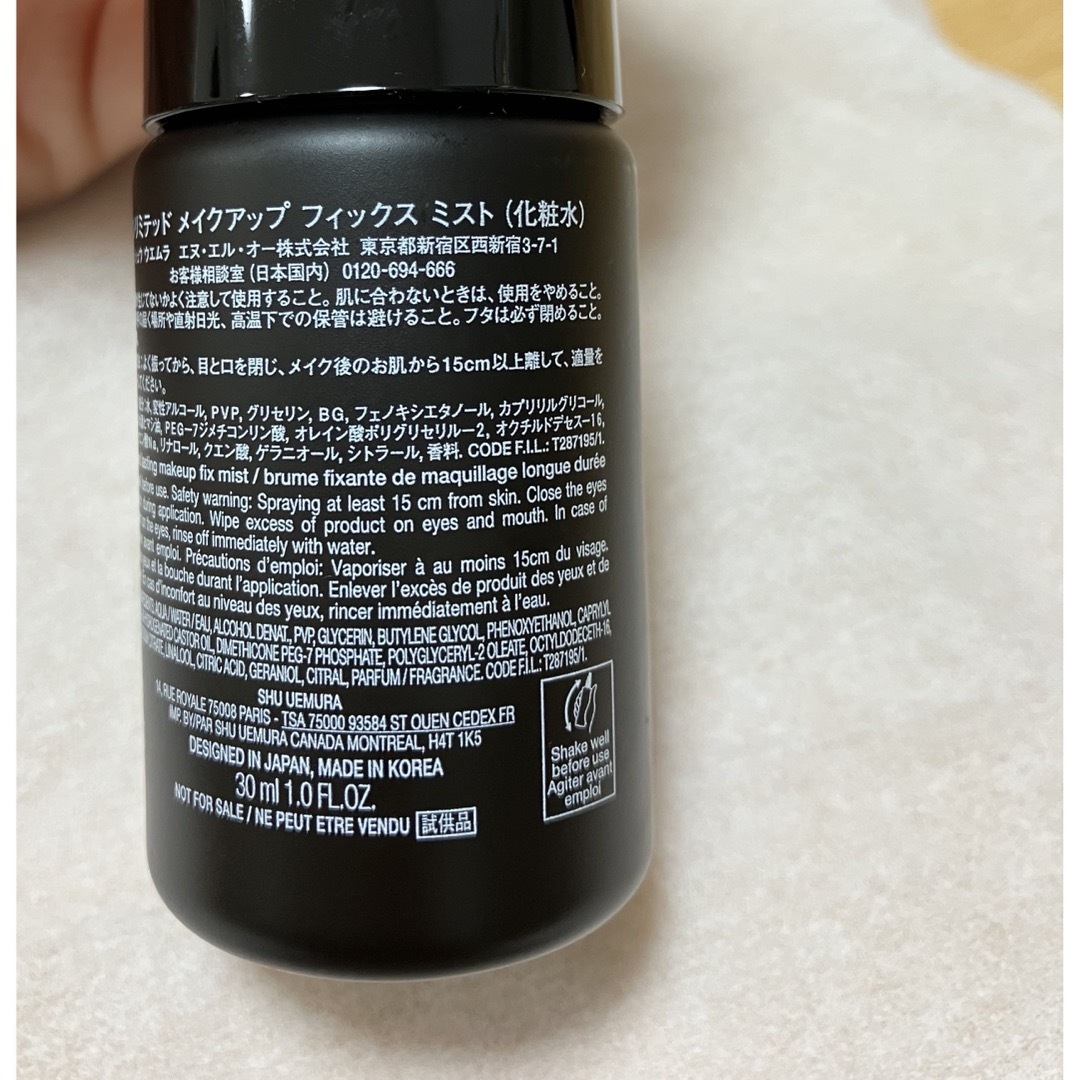 リミテッド メイクアップ フィックス ミスト (化粧水)
ウエムラ エヌ・エル・オー株式会社 東京都新宿区西新宿3-7-1
お客様相談室 (日本国内) 0120-694-666
てないかよく注意して使用すること。肌に合わないときは、使用をやめること。
届く場所や直射日光、高温下での保管は避けること。フタは必ず閉めること。
よく振ってから、目と口を閉じ、メイク後のお肌から15cm以上離して、適量を
ください。
水, 変性アルコール, PVP, グリセリン, BG, フェノキシエタノール, カプリリルグリコール,
ヒマシ油, PEG-7ジメチコンリン酸, オレイン酸ポリグリセリル-2, オクチルドデセス-16,
酸Na, リナロール, クエン酸, ゲラニオール, シトラール, 香料. CODE F.I.L.: T287195/1.
lasting makeup fix mist / brume fixante de maquillage longue durée
before use. Safety warning: Spraying at least 15 cm from skin. Close the eyes
during application. Wipe excess of product on eyes and mouth. In case of
the eyes, rinse off immediately with water.
avant emploi. Précautions d'emploi: Vaporiser à au moins 15cm du visage.
yeux et la bouche durant l'application. Enlever l'excès de produit des yeux et de
cas d'inconfort au niveau des yeux, rincer immédiatement à l'eau.
AQUA / WATER / EAU, ALCOHOL DENAT., PVP, GLYCERIN, BUTYLENE GLYCOL, PHENOXYETHANOL, CAPRYLYL
HYDROGENATED CASTOR OIL, DIMETHICONE PEG-7 PHOSPHATE, POLYGLYCERYL-2 OLEATE, OCTYLDODECETH-16,
CITRATE, LINALOOL, CITRIC ACID, GERANIOL, CITRAL, PARFUM / FRAGRANCE. CODE F.I.L.: T287195/1.
SHU UEMURA
14, RUE ROYALE 75008 PARIS - TSA 75000 93584 ST OUEN CEDEX FR
IMP. BY/PAR SHU UEMURA CANADA MONTREAL, H4T 1K5
DESIGNED IN JAPAN, MADE IN KOREA
30 ml 1.0 FL.OZ.
NOT FOR SALE / NE PEUT ETRE VENDU 試供品
Shake well
before use
Agiter avant
emploi